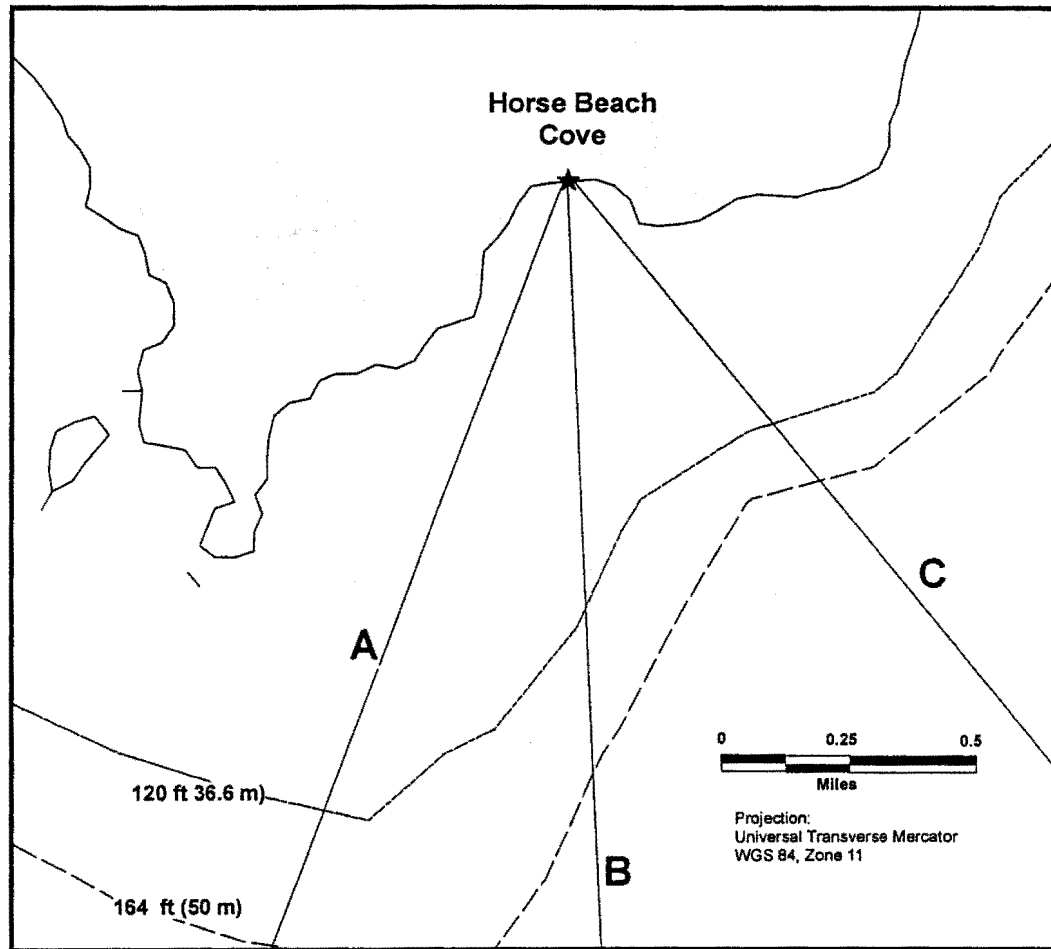 Horse Beach
Cove
A
C
0 0.25 0.5
Miles
120 ft 36.6 m)
Projection:
Universal Transverse Mercator
WGS 84, Zone 11
B
164 ft (50 m)